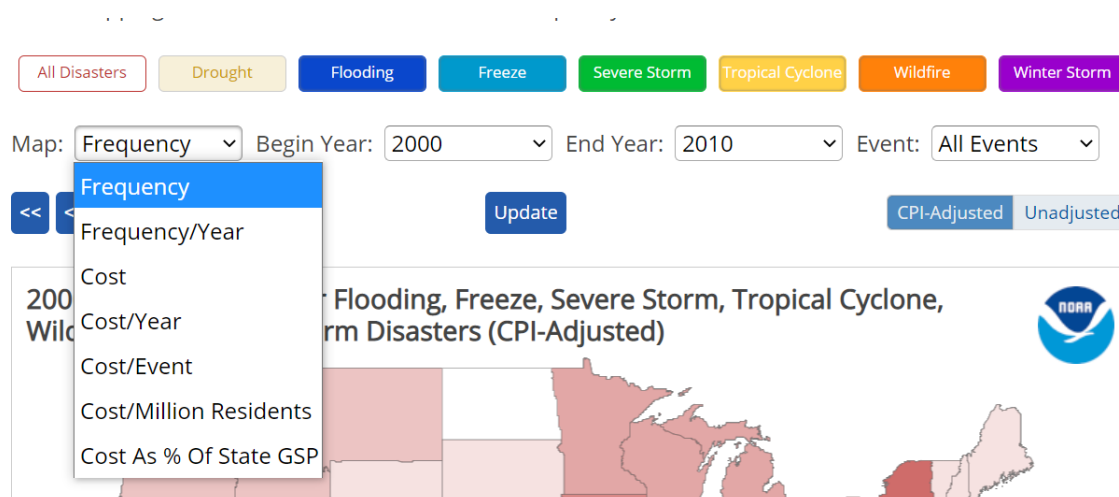 All Disasters Drought Flooding Freeze Severe Storm Tropical Cyclone Wildfire Winter Storm
Map: Frequency Begin Year: 2000 End Year: 2010 Event: All Events
Frequency
Frequency/Year
Cost
Cost/Year
Cost/Event
Cost/Million Residents
Cost As % Of State GSP
<< < Update CPI-Adjusted Unadjusted
200 r Flooding, Freeze, Severe Storm, Tropical Cyclone,
Wild rm Disasters (CPI-Adjusted)
NOAA